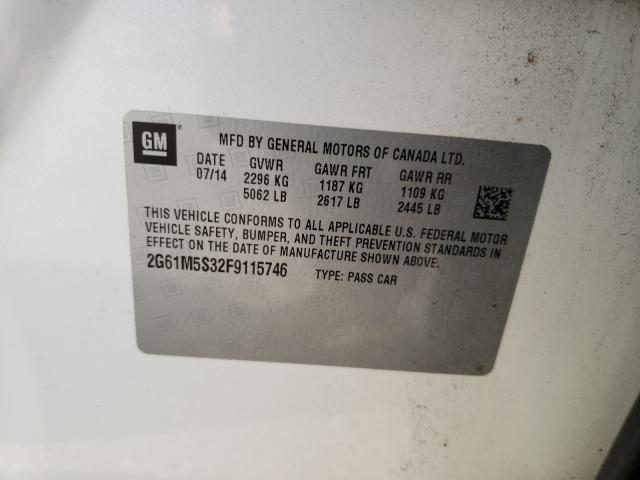 GM
MFD BY GENERAL MOTORS OF CANADA LTD.
DATE GVWR GAWR FRT GAWR RR
07/14 2296 KG 1187 KG 1109 KG
5062 LB 2617 LB 2445 LB
THIS VEHICLE CONFORMS TO ALL APPLICABLE U.S. FEDERAL MOTOR
VEHICLE SAFETY, BUMPER, AND THEFT PREVENTION STANDARDS IN
EFFECT ON THE DATE OF MANUFACTURE SHOWN ABOVE.
2G61M5S32F9115746 TYPE: PASS CAR